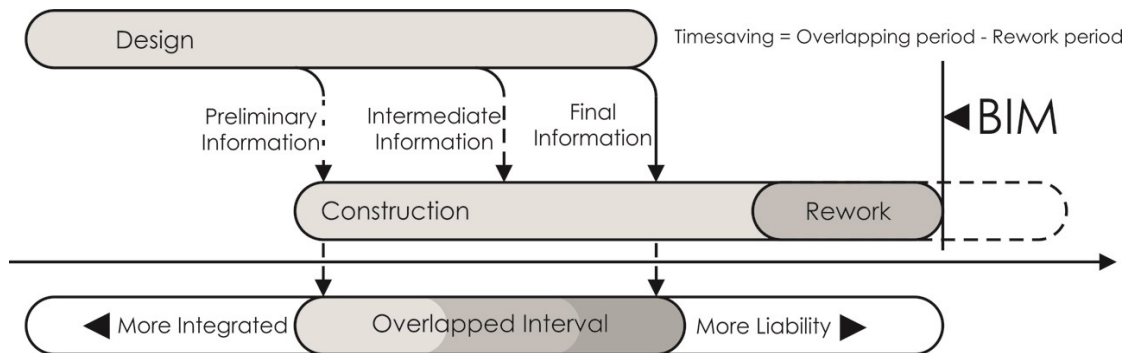 Design
Timesaving = Overlapping period - Rework period
Preliminary
Information
Intermediate
Information
Final
Information
BIM
Construction
Rework
More Integrated
Overlapped Interval
More Liability